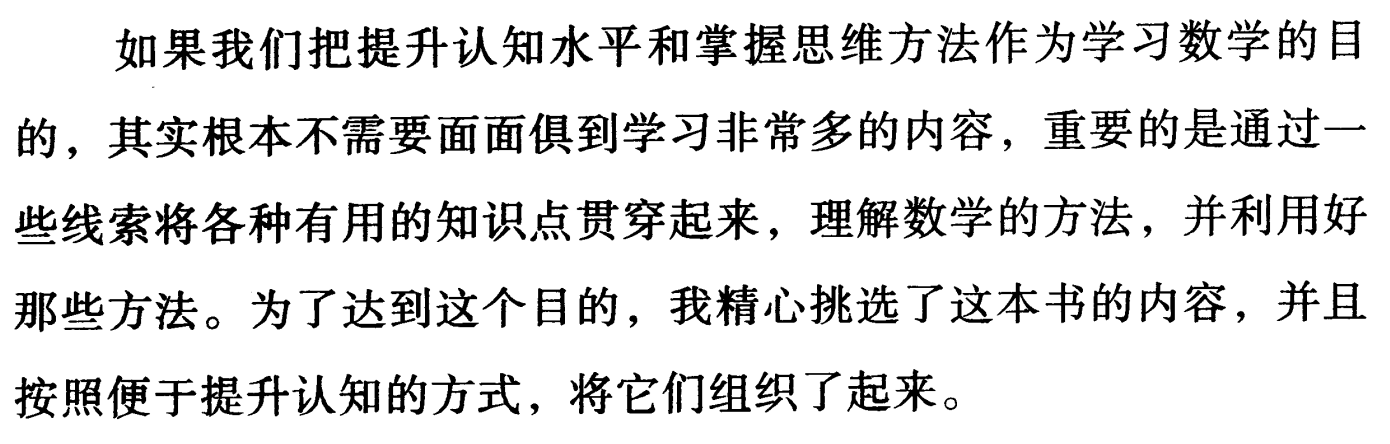 如果我们把提升认知水平和掌握思维方法作为学习数学的目
的，其实根本不需要面面俱到学习非常多的内容，重要的是通过一
些线索将各种有用的知识点贯穿起来，理解数学的方法，并利用好
那些方法。为了达到这个目的，我精心挑选了这本书的内容，并且
按照便于提升认知的方式，将它们组织了起来。